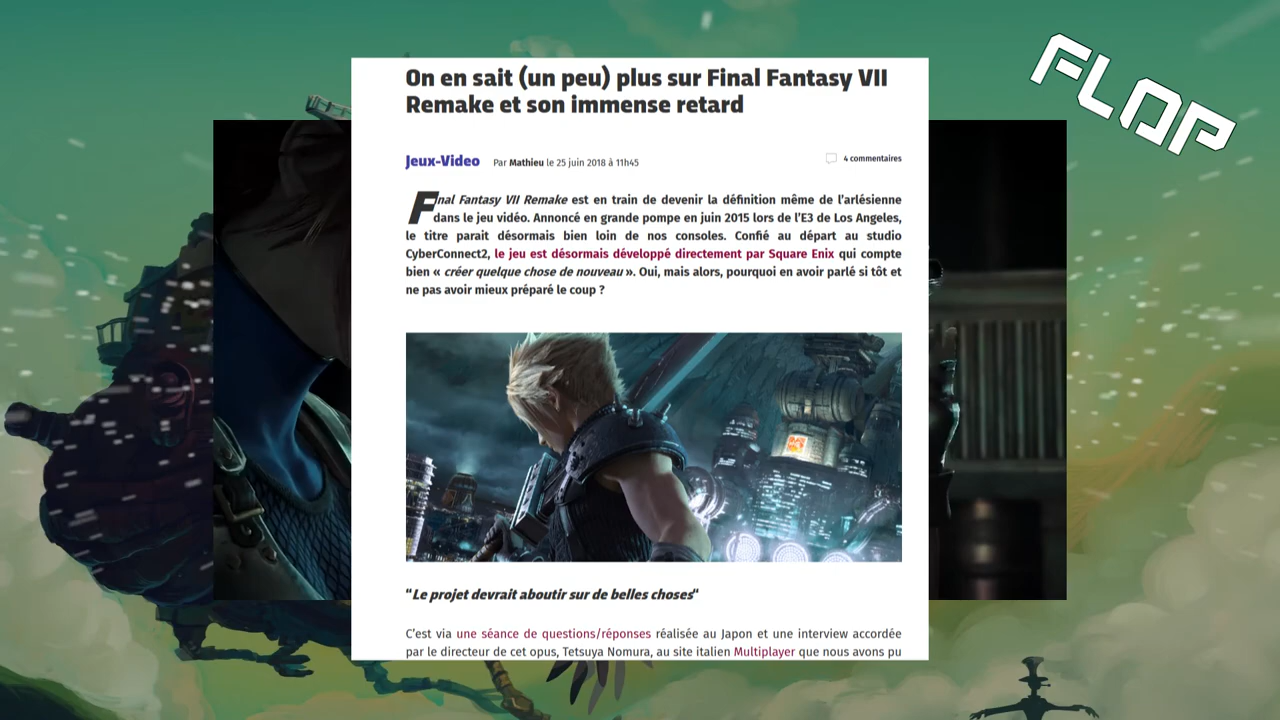 FLOP
On en sait (un peu) plus sur Final Fantasy VII
Remake et son immense retard
Jeux-Video Par Mathieu le 25 juin 2018 à 11h45 4 commentaires
Final Fantasy VII Remake est en train de devenir la définition même de l’arlésienne
dans le jeu vidéo. Annoncé en grande pompe en juin 2015 lors de l’E3 de Los Angeles,
le titre parait désormais bien loin de nos consoles. Confié au départ au studio
CyberConnect2, le jeu est désormais développé directement par Square Enix qui compte
bien « créer quelque chose de nouveau ». Oui, mais alors, pourquoi en avoir parlé si tôt et
ne pas avoir mieux préparé le coup ?
“Le projet devrait aboutir sur de belles choses“
C’est via une séance de questions/réponses réalisée au Japon et une interview accordée
par le directeur de cet opus, Tetsuya Nomura, au site italien Multiplayer que nous avons pu